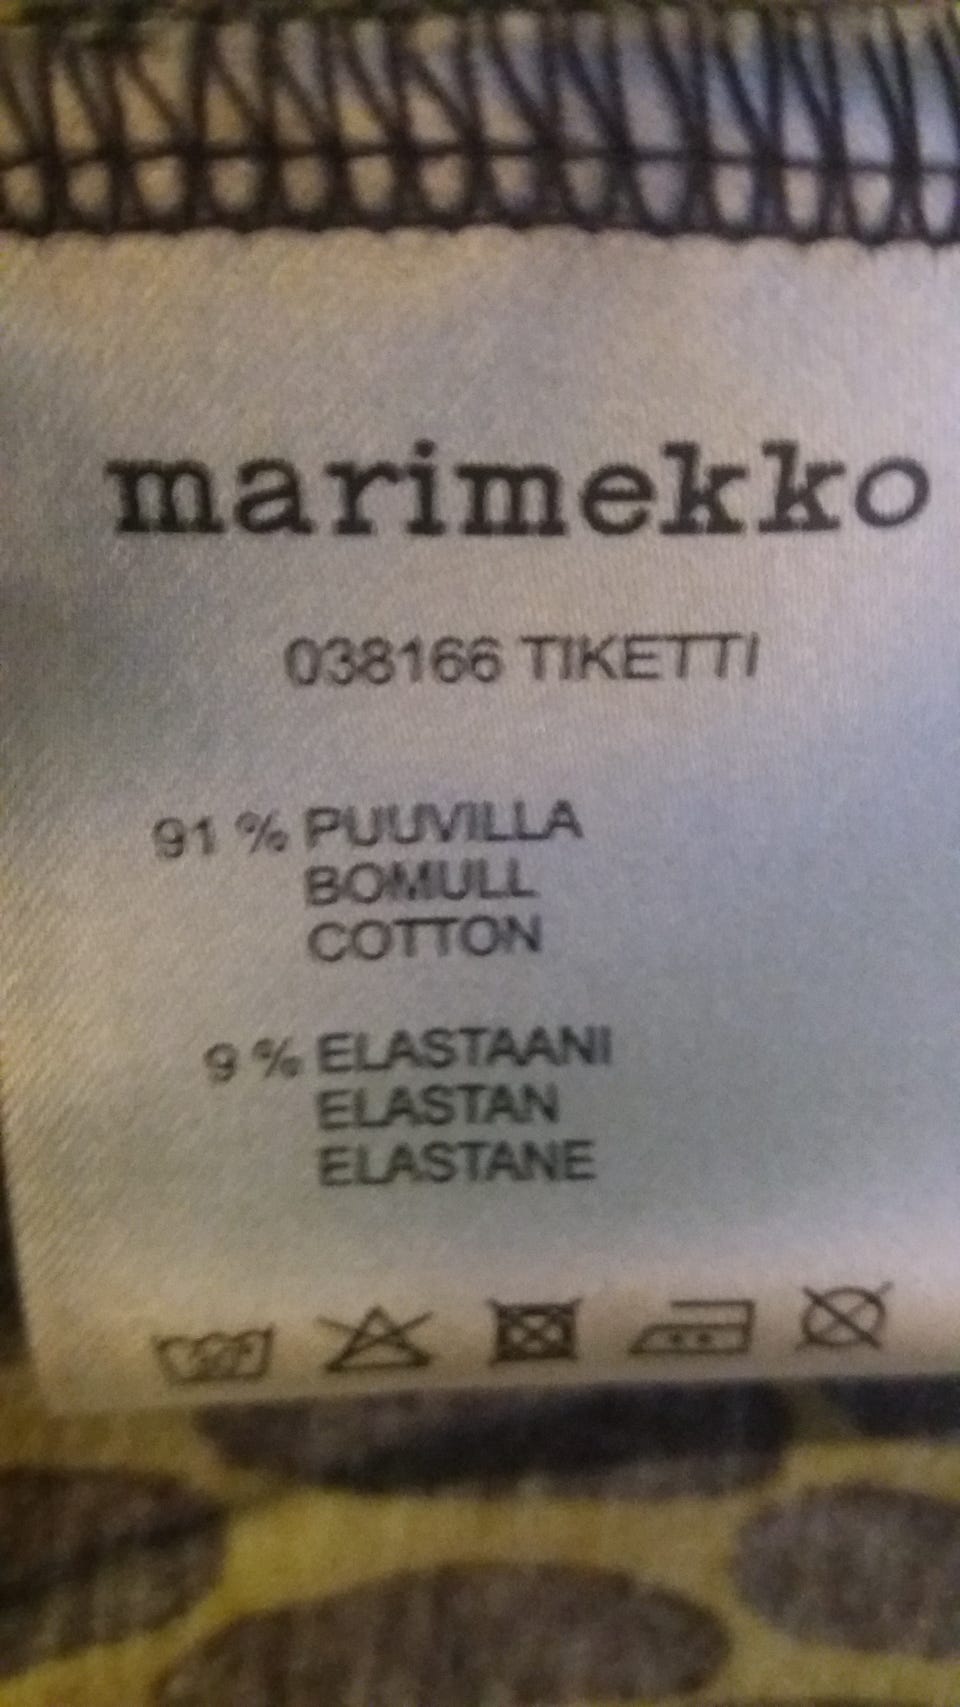 marimekko
038166 TIKETTI
91 % PUUVILLA
BOMULL
COTTON
9 % ELASTAANI
ELASTAN
ELASTANE